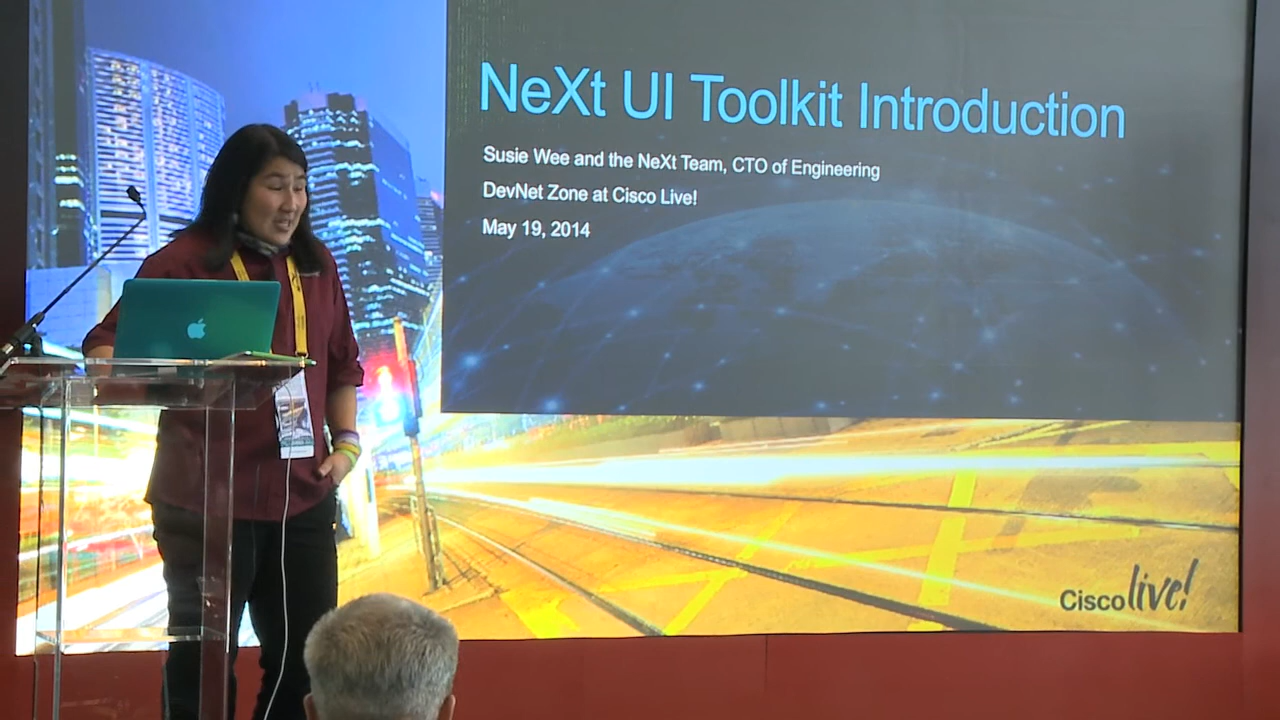 NeXt UI Toolkit Introduction
Susie Wee and the NeXt Team, CTO of Engineering
DevNet Zone at Cisco Live!
May 19, 2014
Cisco live!